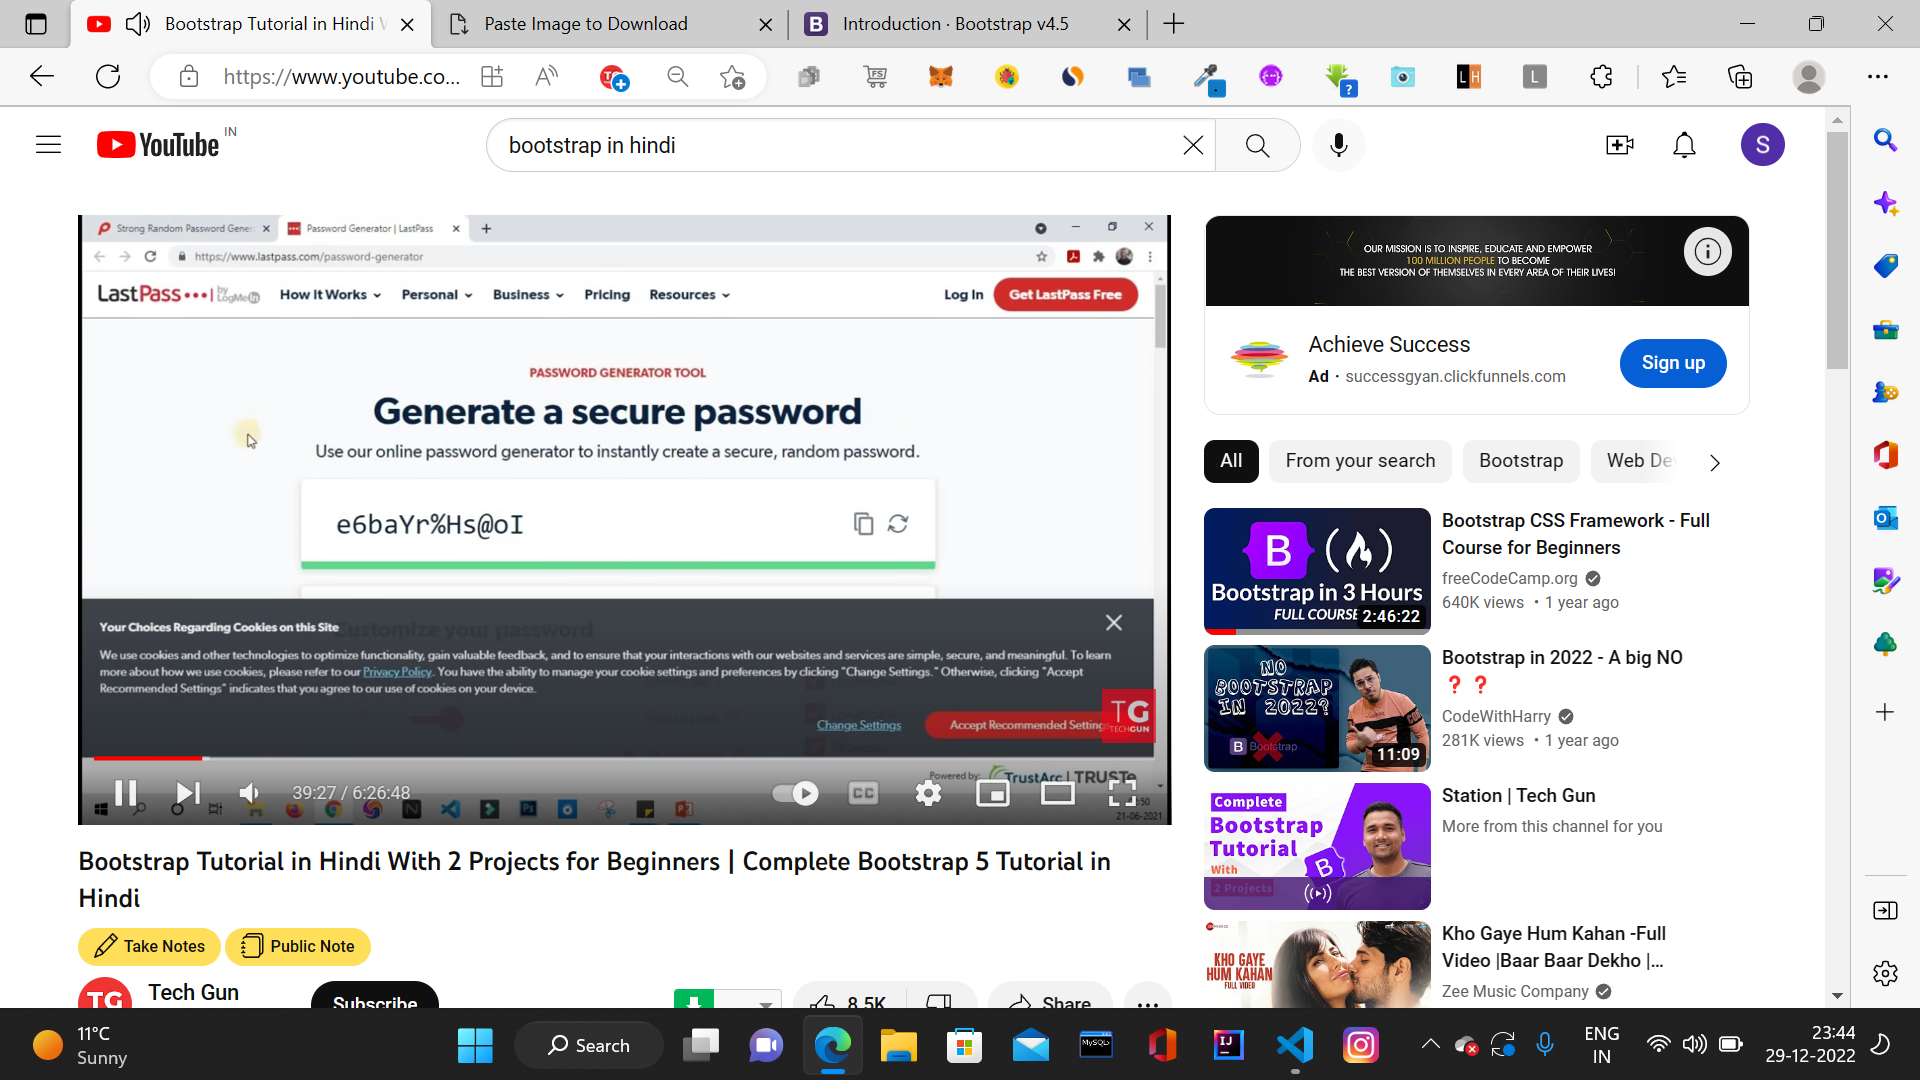 Bootstrap Tutorial in Hindi
Paste Image to Download
Introduction · Bootstrap v4.5
https://www.youtube.co...
YouTube IN
bootstrap in hindi
S
Strong Random Password Gener
Password Generator | LastPass
https://www.lastpass.com/password-generator
LastPass by LogMeIn
How It Works
Personal
Business
Pricing
Resources
Log In
Get LastPass Free
PASSWORD GENERATOR TOOL
Generate a secure password
Use our online password generator to instantly create a secure, random password.
e6baYr%Hs@oI
Customize your password
Your Choices Regarding Cookies on this Site
We use cookies and other technologies to optimize functionality, gain valuable feedback, and to ensure that your interactions with our websites and services are simple, secure, and meaningful. To learn
more about how we use cookies, please refer to our Privacy Policy. You have the ability to manage your cookie settings and preferences by clicking "Change Settings." Otherwise, clicking "Accept
Recommended Settings" indicates that you agree to our use of cookies on your device.
Change Settings
Accept Recommended Settings
TG
TECHGUN
Powered by: TrustArc | TRUSTe
39:27 / 6:26:48
CC
21-06-2021
Bootstrap Tutorial in Hindi With 2 Projects for Beginners | Complete Bootstrap 5 Tutorial in
Hindi
Take Notes
Public Note
TG
Tech Gun
Subscribe
8.5K
Share
OUR MISSION IS TO INSPIRE, EDUCATE AND EMPOWER
100 MILLION PEOPLE TO BECOME
THE BEST VERSION OF THEMSELVES IN EVERY AREA OF THEIR LIVES!
Achieve Success
Ad · successgyan.clickfunnels.com
Sign up
All
From your search
Bootstrap
Web De
B
Bootstrap in 3 Hours
FULL COURSE
2:46:22
Bootstrap CSS Framework - Full
Course for Beginners
freeCodeCamp.org
640K views • 1 year ago
NO
BOOTSTRAP
IN 2022?
B Bootstrap
11:09
Bootstrap in 2022 - A big NO
❓❓
CodeWithHarry
281K views • 1 year ago
Complete
Bootstrap
Tutorial
With
2 Projects
B
Station | Tech Gun
More from this channel for you
KHO GAYE
HUM KAHAN
FULL VIDEO
Kho Gaye Hum Kahan -Full
Video |Baar Baar Dekho |...
Zee Music Company
11°C
Sunny
Search
MySQL
IJ
ENG
IN
23:44
29-12-2022